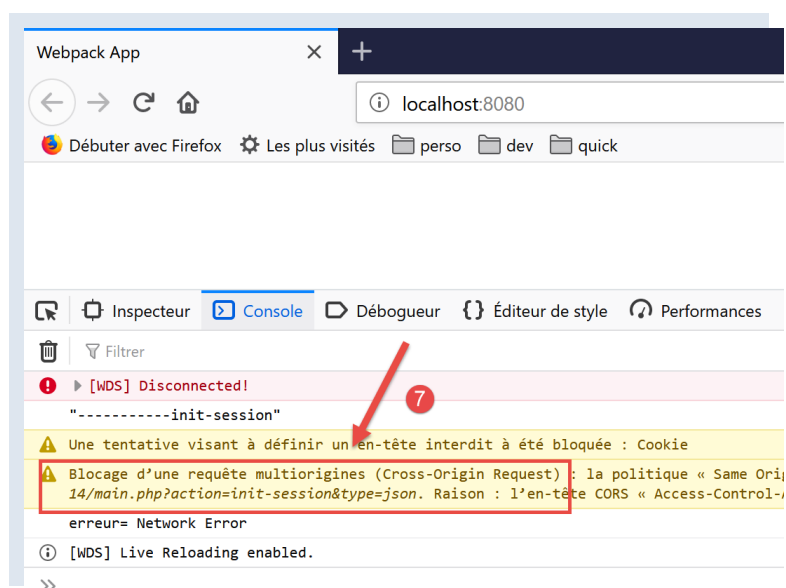 Webpack App
localhost:8080
Débuter avec Firefox Les plus visités perso dev quick
Inspecteur Console Débogueur Éditeur de style Performances
Filtrer
7
[WDS] Disconnected!
"-----------init-session"
Une tentative visant à définir un en-tête interdit à été bloquée : Cookie
Blocage d’une requête multiorigines (Cross-Origin Request) : la politique « Same Orig
14/main.php?action=init-session&type=json. Raison : l’en-tête CORS « Access-Control-A
erreur= Network Error
[WDS] Live Reloading enabled.